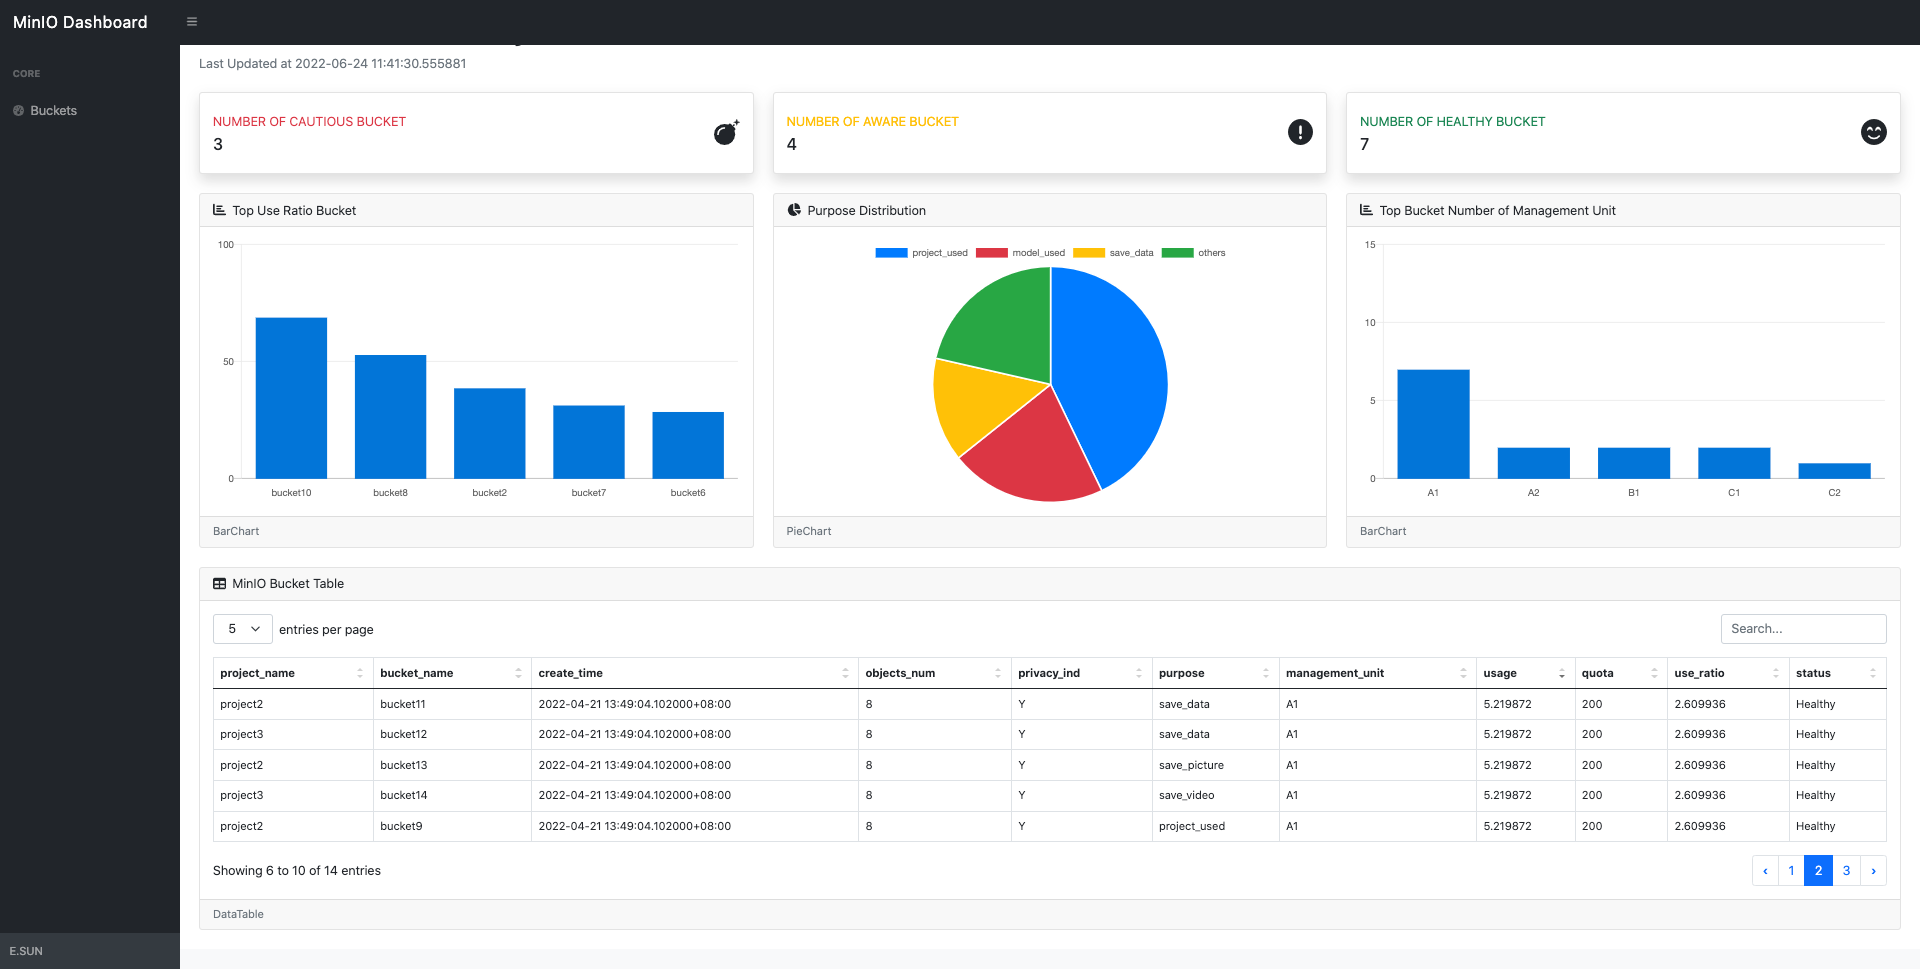 MinIO Dashboard
CORE
Buckets
E.SUN
Last Updated at 2022-06-24 11:41:30.555881
NUMBER OF CAUTIOUS BUCKET
3
NUMBER OF AWARE BUCKET
4
NUMBER OF HEALTHY BUCKET
7
Top Use Ratio Bucket
100
50
0
bucket10 bucket8 bucket2 bucket7 bucket6
BarChart
Purpose Distribution
project_used model_used save_data others
PieChart
Top Bucket Number of Management Unit
15
10
5
0
A1 A2 B1 C1 C2
BarChart
MinIO Bucket Table
5 entries per page
Search...
project_name bucket_name create_time objects_num privacy_ind purpose management_unit usage quota use_ratio status
project2 bucket11 2022-04-21 13:49:04.102000+08:00 8 Y save_data A1 5.219872 200 2.609936 Healthy
project3 bucket12 2022-04-21 13:49:04.102000+08:00 8 Y save_data A1 5.219872 200 2.609936 Healthy
project2 bucket13 2022-04-21 13:49:04.102000+08:00 8 Y save_picture A1 5.219872 200 2.609936 Healthy
project3 bucket14 2022-04-21 13:49:04.102000+08:00 8 Y save_video A1 5.219872 200 2.609936 Healthy
project2 bucket9 2022-04-21 13:49:04.102000+08:00 8 Y project_used A1 5.219872 200 2.609936 Healthy
Showing 6 to 10 of 14 entries
‹ 1 2 3 ›
DataTable